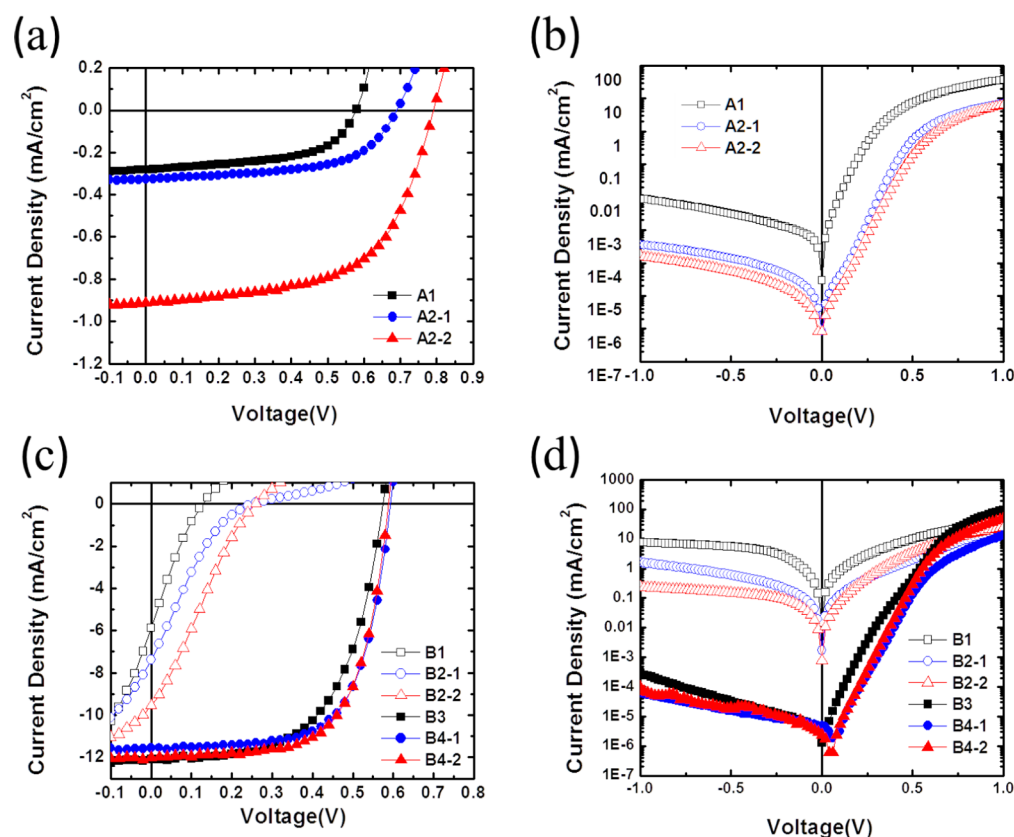 (a)
Current Density (mA/cm²)
0.2
0.0
-0.2
-0.4
-0.6
-0.8
-1.0
-1.2
A1
A2-1
A2-2
-0.1 0.0 0.1 0.2 0.3 0.4 0.5 0.6 0.7 0.8 0.9
Voltage(V)
(b)
Current Density (mA/cm²)
100
10
1
0.1
0.01
1E-3
1E-4
1E-5
1E-6
1E-7
A1
A2-1
A2-2
-1.0 -0.5 0.0 0.5 1.0
Voltage(V)
(c)
Current Density (mA/cm²)
0
-2
-4
-6
-8
-10
-12
B1
B2-1
B2-2
B3
B4-1
B4-2
-0.1 0.0 0.1 0.2 0.3 0.4 0.5 0.6 0.7 0.8
Voltage(V)
(d)
Current Density (mA/cm²)
1000
100
10
1
0.1
0.01
1E-3
1E-4
1E-5
1E-6
1E-7
B1
B2-1
B2-2
B3
B4-1
B4-2
-1.0 -0.5 0.0 0.5 1.0
Voltage(V)